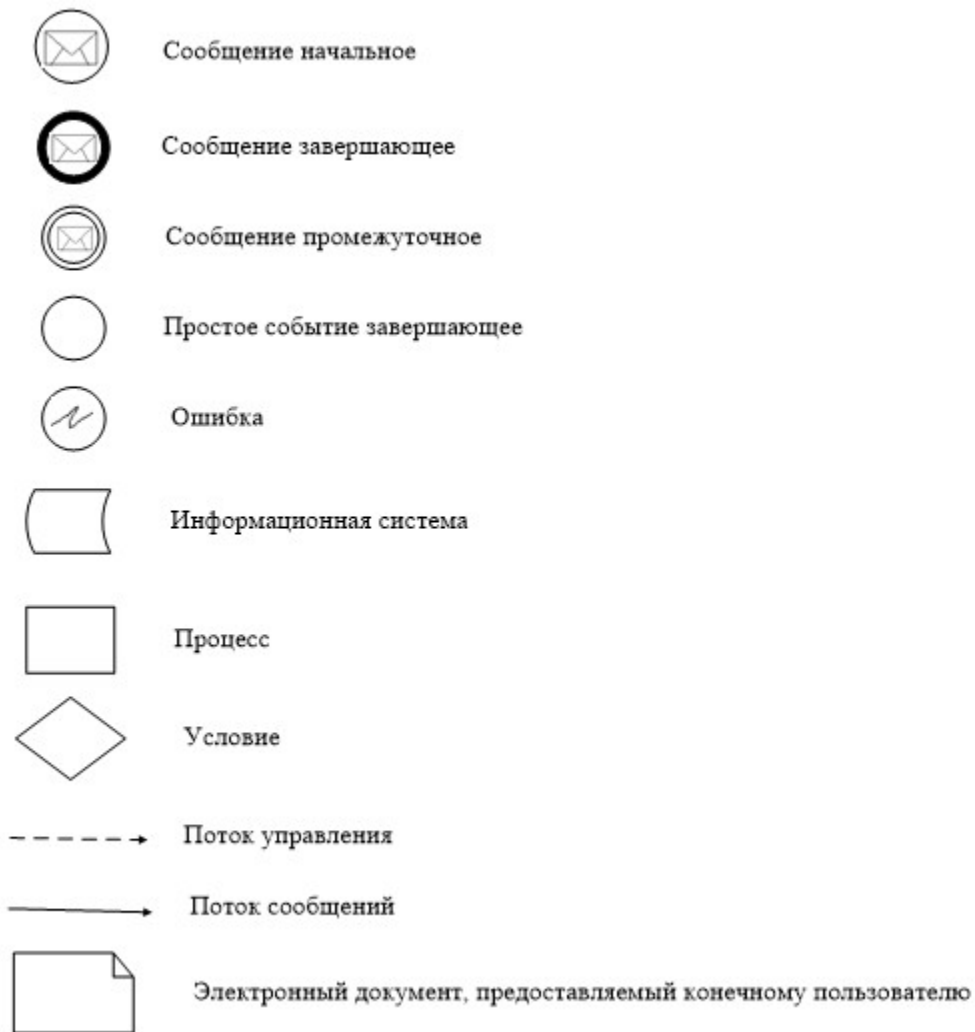 Сообщение начальное
Сообщение завершающее
Сообщение промежуточное
Простое событие завершающее
Ошибка
Информационная система
Процесс
Условие
Поток управления
Поток сообщений
Электронный документ, предоставляемый конечному пользователю